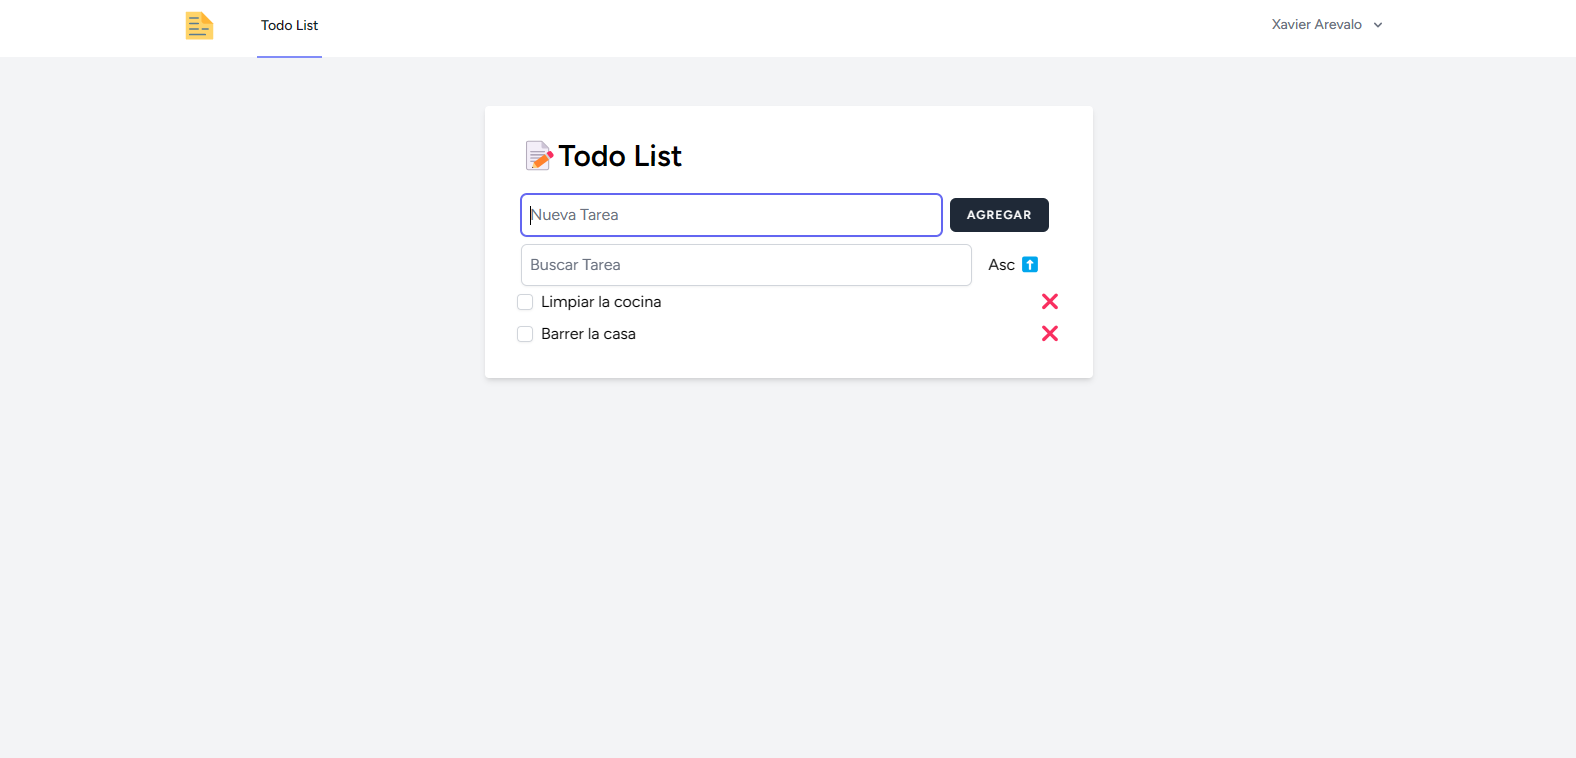 Todo List
Xavier Arevalo
Todo List
Nueva Tarea
AGREGAR
Buscar Tarea
Asc
Limpiar la cocina
Barrer la casa